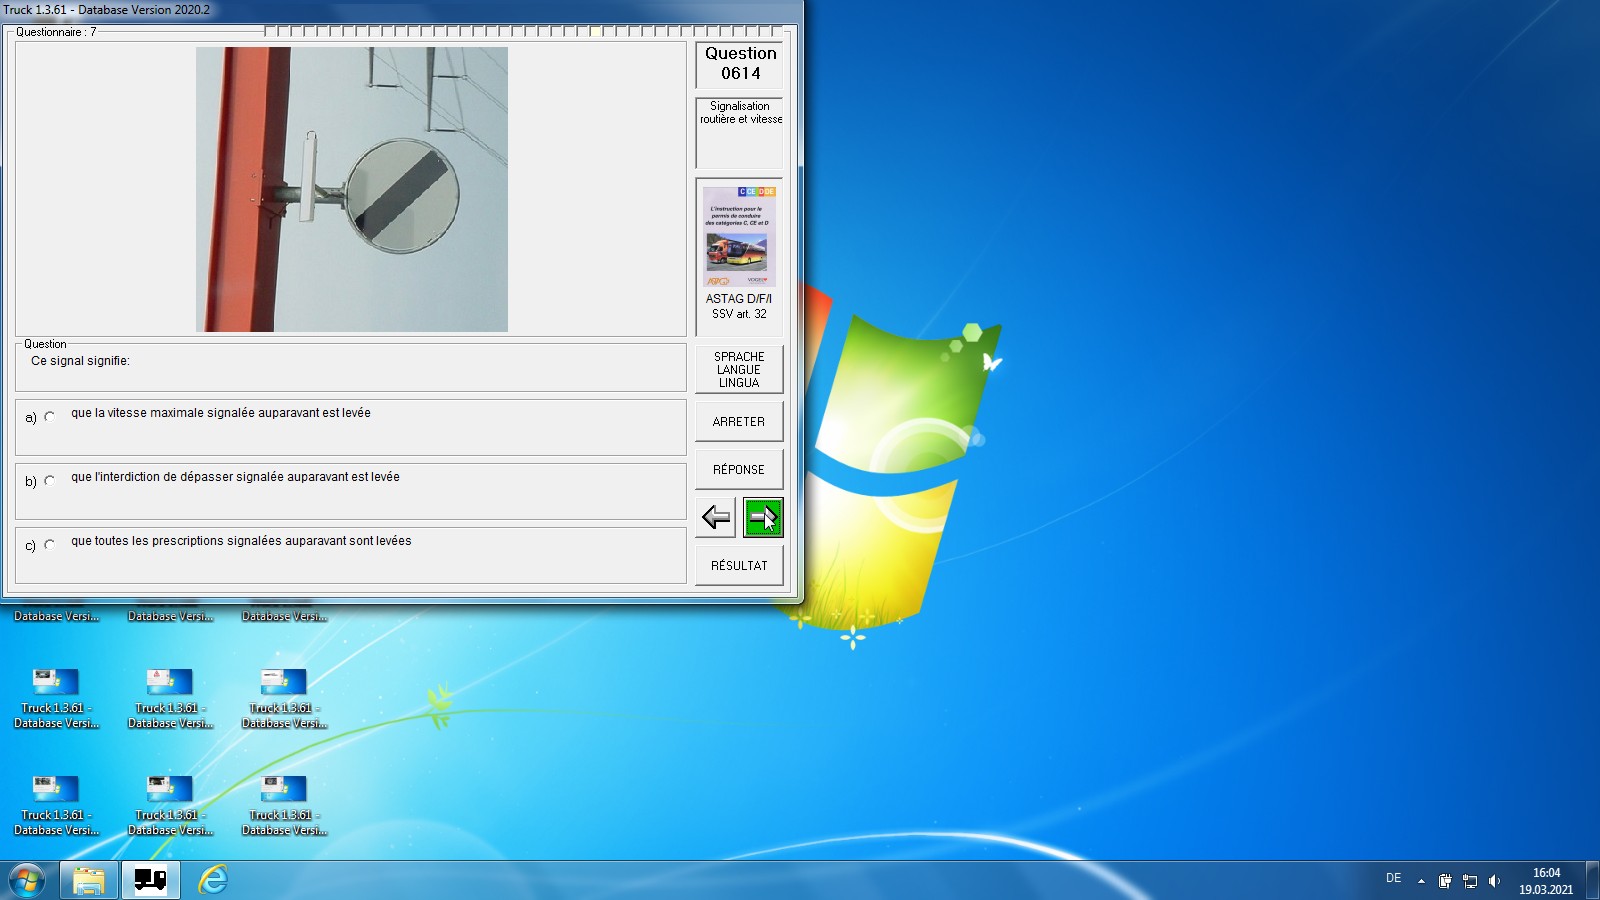 Truck 1.3.61 - Database Version 2020.2
Questionnaire : 7
Question
0614
Signalisation
routière et vitesse
C CE D DE
L'instruction pour le
permis de conduire
des catégories C, CE et D
ASTAG D/F/I
SSV art. 32
Question
Ce signal signifie:
a) que la vitesse maximale signalée auparavant est levée
b) que l'interdiction de dépasser signalée auparavant est levée
c) que toutes les prescriptions signalées auparavant sont levées
SPRACHE
LANGUE
LINGUA
ARRETER
RÉPONSE
RÉSULTAT
Database Versi... Database Versi... Database Versi...
Truck 1.3.61 - Truck 1.3.61 - Truck 1.3.61 -
Database Versi... Database Versi... Database Versi...
Truck 1.3.61 - Truck 1.3.61 - Truck 1.3.61 -
Database Versi... Database Versi... Database Versi...
DE
16:04
19.03.2021